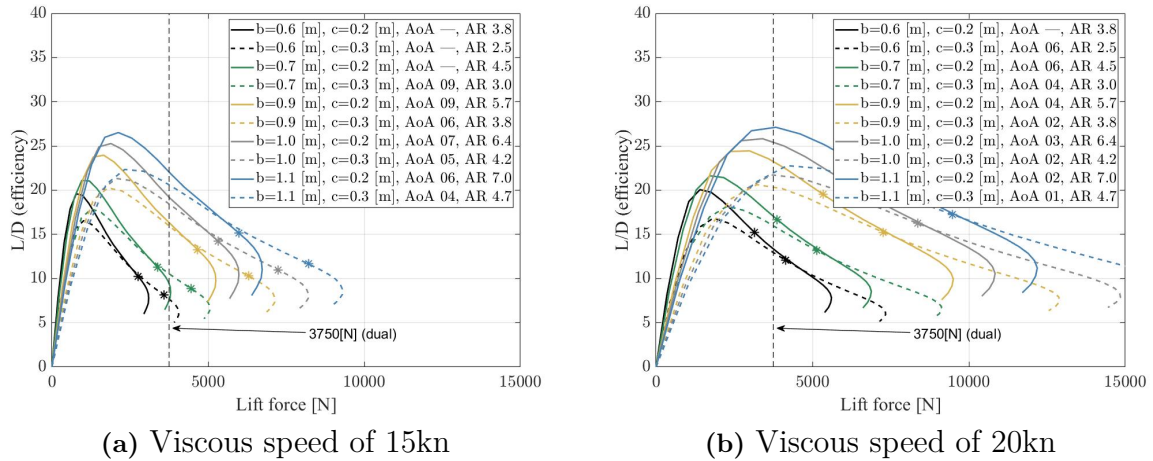 40
35
30
25
20
15
10
5
0
L/D (efficiency)
b=0.6 [m], c=0.2 [m], AoA —, AR 3.8
b=0.6 [m], c=0.3 [m], AoA —, AR 2.5
b=0.7 [m], c=0.2 [m], AoA —, AR 4.5
b=0.7 [m], c=0.3 [m], AoA 09, AR 3.0
b=0.9 [m], c=0.2 [m], AoA 09, AR 5.7
b=0.9 [m], c=0.3 [m], AoA 06, AR 3.8
b=1.0 [m], c=0.2 [m], AoA 07, AR 6.4
b=1.0 [m], c=0.3 [m], AoA 05, AR 4.2
b=1.1 [m], c=0.2 [m], AoA 06, AR 7.0
b=1.1 [m], c=0.3 [m], AoA 04, AR 4.7
3750[N] (dual)
0 5000 10000 15000
Lift force [N]
(a) Viscous speed of 15kn
40
35
30
25
20
15
10
5
0
L/D (efficiency)
b=0.6 [m], c=0.2 [m], AoA —, AR 3.8
b=0.6 [m], c=0.3 [m], AoA 06, AR 2.5
b=0.7 [m], c=0.2 [m], AoA 06, AR 4.5
b=0.7 [m], c=0.3 [m], AoA 04, AR 3.0
b=0.9 [m], c=0.2 [m], AoA 04, AR 5.7
b=0.9 [m], c=0.3 [m], AoA 02, AR 3.8
b=1.0 [m], c=0.2 [m], AoA 03, AR 6.4
b=1.0 [m], c=0.3 [m], AoA 02, AR 4.2
b=1.1 [m], c=0.2 [m], AoA 02, AR 7.0
b=1.1 [m], c=0.3 [m], AoA 01, AR 4.7
3750[N] (dual)
0 5000 10000 15000
Lift force [N]
(b) Viscous speed of 20kn